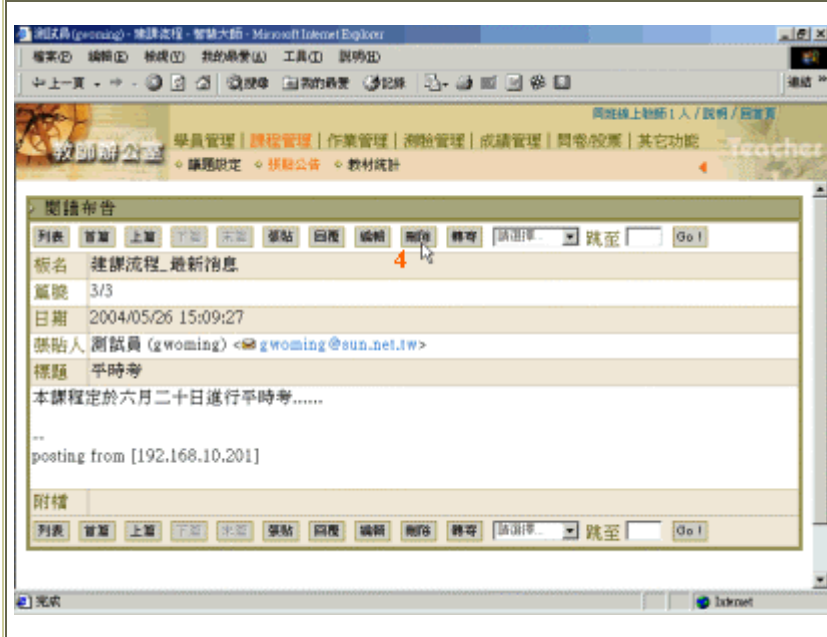 測試員(gwoming) - 建課流程 - 智慧大師 - Microsoft Internet Explorer
檔案(F) 編輯(E) 檢視(V) 我的最愛(A) 工具(T) 說明(H)
上一頁 搜尋 我的最愛 記錄 連結 »
同班線上教師1人 / 說明 / 回首頁
教師辦公室
學員管理 | 課程管理 | 作業管理 | 測驗管理 | 成績管理 | 問卷/投票 | 其它功能
Teacher
議題設定 張貼公告 教材統計
閱讀布告
列表 首篇 上篇 下篇 末篇 張貼 回覆 編輯 刪除 轉寄 請選擇.. 跳至 Go !
4
板名 建課流程_最新消息
篇號 3/3
日期 2004/05/26 15:09:27
張貼人 測試員 (gwoming) <gwoming@sun.net.tw>
標題 平時考
本課程定於六月二十日進行平時考......
--
posting from [192.168.10.201]
附檔
列表 首篇 上篇 下篇 末篇 張貼 回覆 編輯 刪除 轉寄 請選擇.. 跳至 Go !
完成 Internet